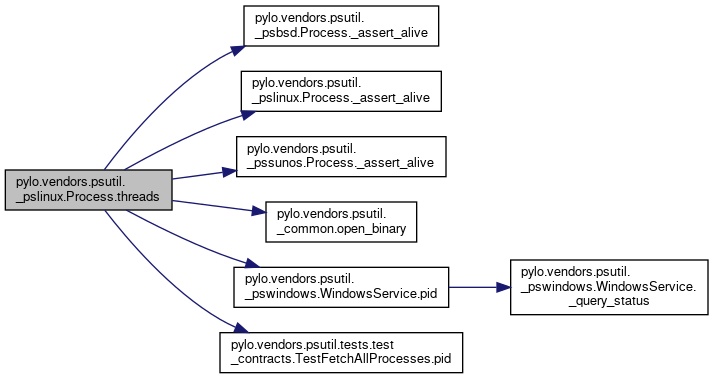 pylo.vendors.psutil.
_psbsd.Process._assert_alive
pylo.vendors.psutil.
_pslinux.Process._assert_alive
pylo.vendors.psutil.
_pssunos.Process._assert_alive
pylo.vendors.psutil.
_pslinux.Process.threads
pylo.vendors.psutil.
_common.open_binary
pylo.vendors.psutil.
_pswindows.WindowsService.pid
pylo.vendors.psutil.
_pswindows.WindowsService.
_query_status
pylo.vendors.psutil.tests.test
_contracts.TestFetchAllProcesses.pid